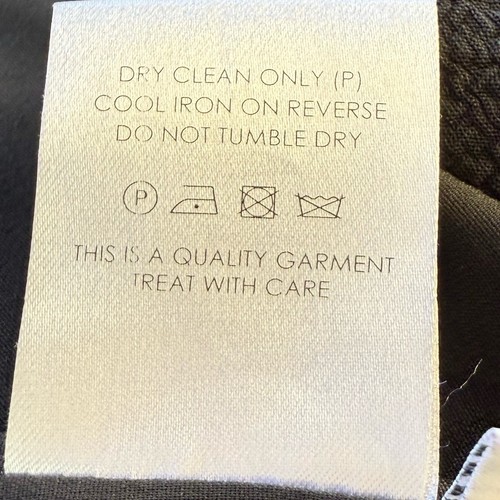 DRY CLEAN ONLY (P)
COOL IRON ON REVERSE
DO NOT TUMBLE DRY
P
THIS IS A QUALITY GARMENT
TREAT WITH CARE